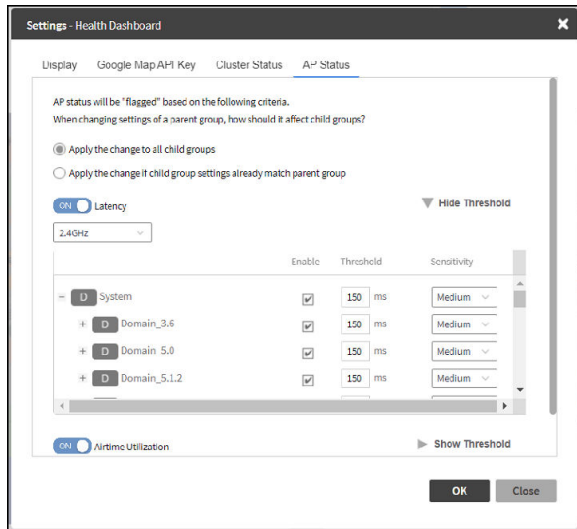 Settings - Health Dashboard
Display Google Map API Key Cluster Status AP Status
AP status will be "flagged" based on the following criteria.
When changing settings of a parent group, how should it affect child groups?
Apply the change to all child groups
Apply the change if child group settings already match parent group
ON Latency Hide Threshold
2.4GHz
Enable Threshold Sensitivity
D System 150 ms Medium
D Domain_3.6 150 ms Medium
D Domain 5.0 150 ms Medium
D Domain_5.1.2 150 ms Medium
ON Airtime Utilization Show Threshold
OK Close